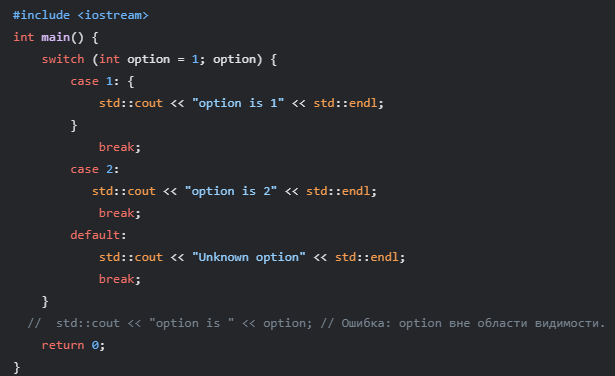 #include <iostream>
int main() {
    switch (int option = 1; option) {
        case 1: {
            std::cout << "option is 1" << std::endl;
        }
            break;
        case 2:
           std::cout << "option is 2" << std::endl;
            break;
        default:
            std::cout << "Unknown option" << std::endl;
            break;
    }
  //  std::cout << "option is " << option; // Ошибка: option вне области видимости.
    return 0;
}